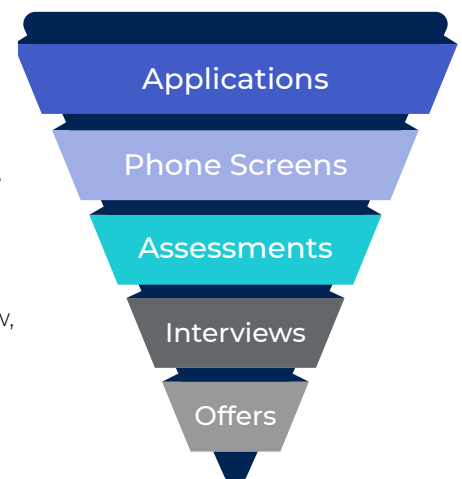 Applications
Phone Screens
Assessments
Interviews
Offers